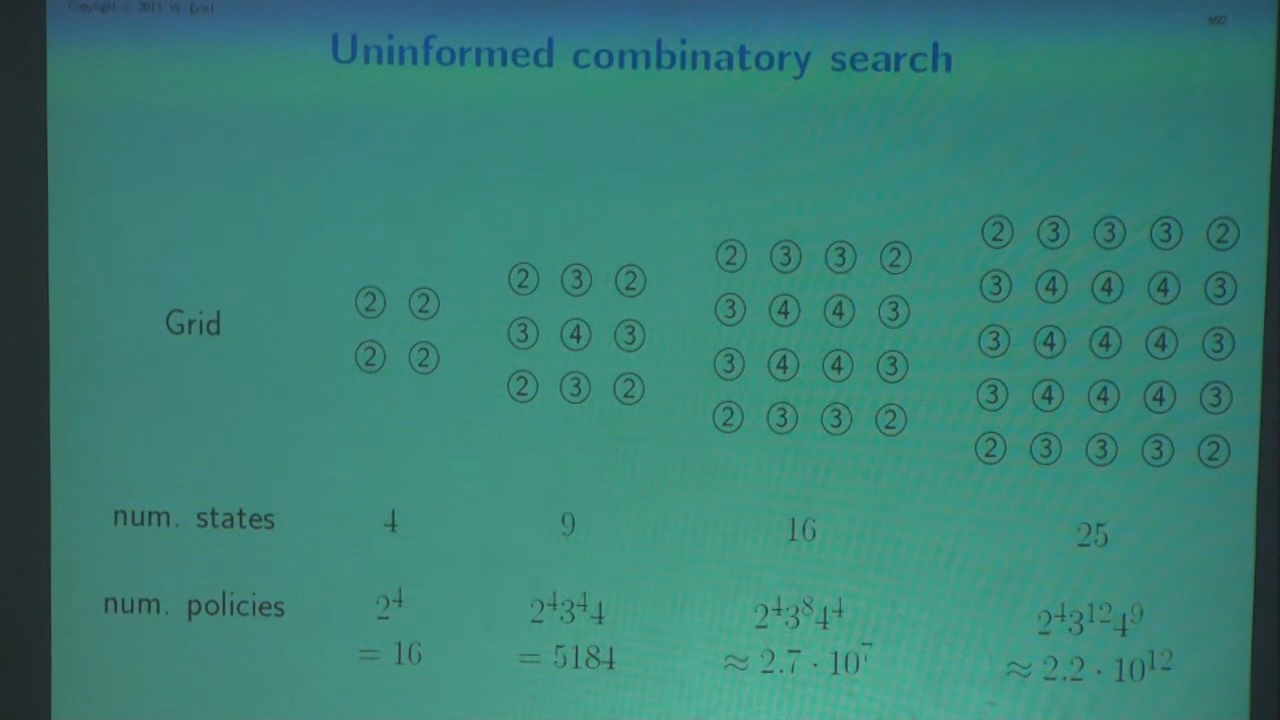 Copyright © 2011 W. Ertel
692
Uninformed combinatory search
Grid
② ②
② ②
② ③ ②
③ ④ ③
② ③ ②
② ③ ③ ②
③ ④ ④ ③
③ ④ ④ ③
② ③ ③ ②
② ③ ③ ③ ②
③ ④ ④ ④ ③
③ ④ ④ ④ ③
③ ④ ④ ④ ③
② ③ ③ ③ ②
num. states 4 9 16 25
num. policies 2⁴ 2⁴3⁴4 2⁴3⁸4⁴ 2⁴3¹²4⁹
= 16 = 5184 ≈ 2.7 · 10⁷ ≈ 2.2 · 10¹²